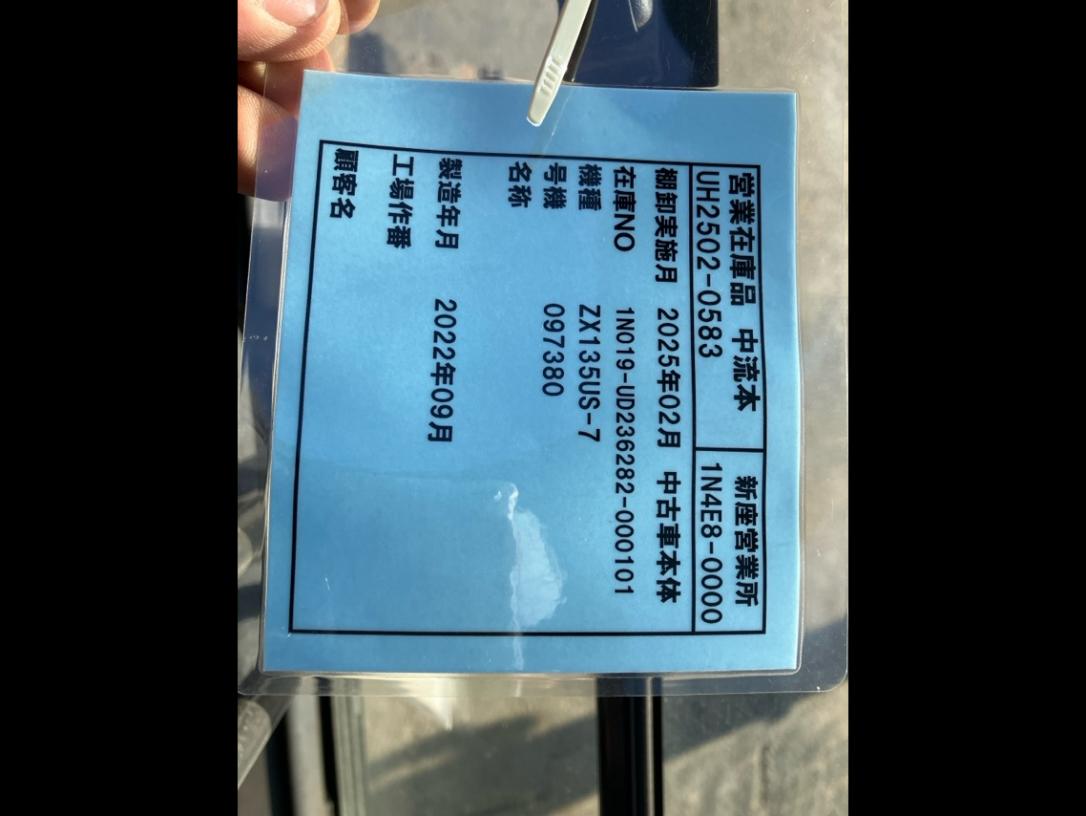 営業在庫品 中流本 新座営業所
UH2502-0583 1N4E8-0000
棚卸実施月 2025年02月 中古車本体
在庫NO 1N019-UD236282-000101
機種 ZX135US-7
号機 097380
名称
製造年月 2022年09月
工場作番
顧客名